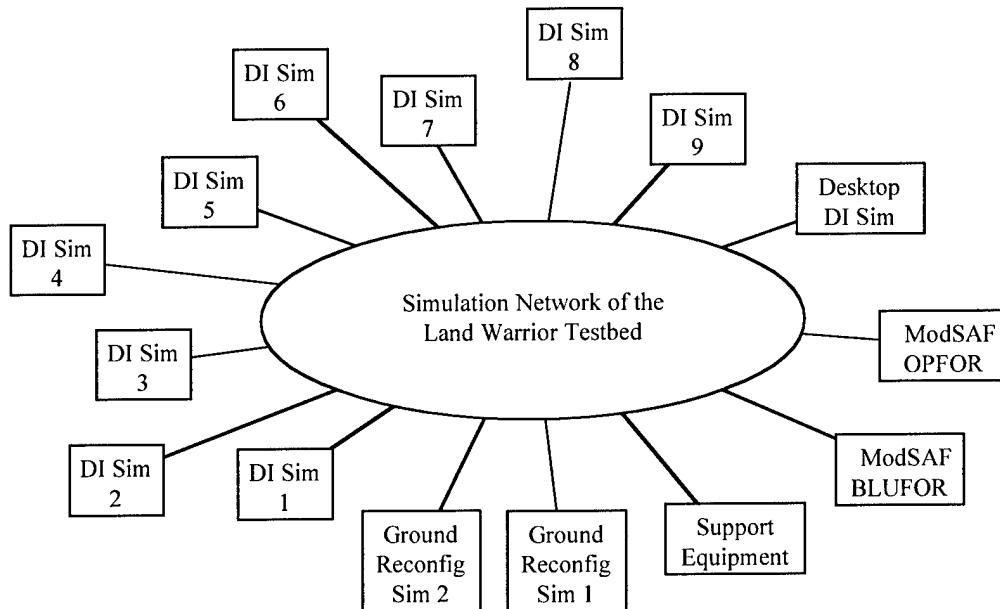 DI Sim
8
DI Sim
6
DI Sim
7
DI Sim
9
DI Sim
5
Desktop
DI Sim
DI Sim
4
Simulation Network of the
Land Warrior Testbed
ModSAF
OPFOR
DI Sim
3
DI Sim
2
DI Sim
1
ModSAF
BLUFOR
Ground
Reconfig
Sim 2
Ground
Reconfig
Sim 1
Support
Equipment